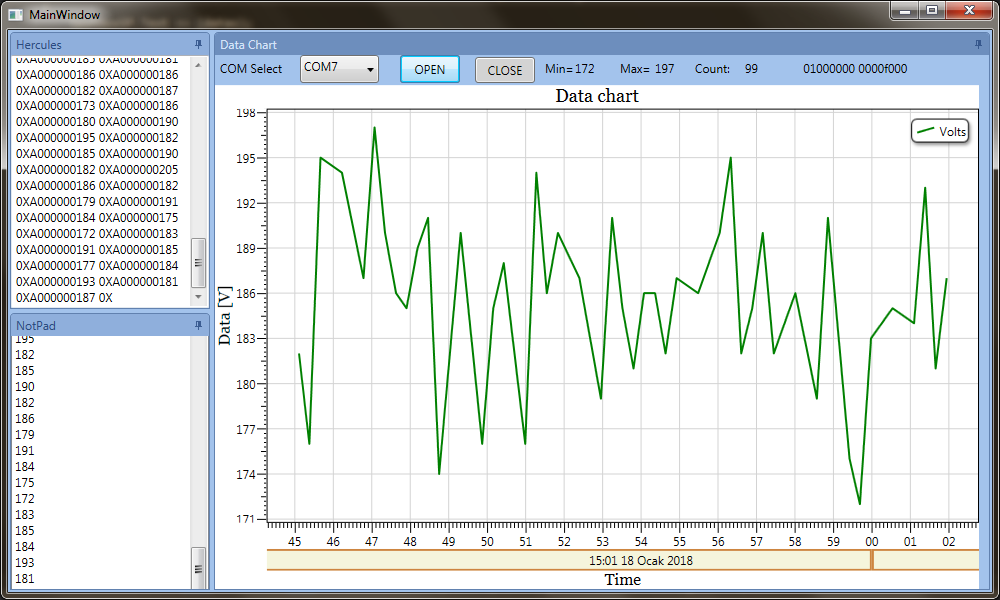 MainWindow
Hercules
0XA000000185 0XA000000181
0XA000000186 0XA000000186
0XA000000182 0XA000000187
0XA000000173 0XA000000186
0XA000000180 0XA000000190
0XA000000195 0XA000000182
0XA000000185 0XA000000190
0XA000000182 0XA000000205
0XA000000186 0XA000000182
0XA000000179 0XA000000191
0XA000000184 0XA000000175
0XA000000172 0XA000000183
0XA000000191 0XA000000185
0XA000000177 0XA000000184
0XA000000193 0XA000000181
0XA000000187 0X
NotPad
195
182
185
190
182
186
179
191
184
175
172
183
185
184
193
181
Data Chart
COM Select COM7 OPEN CLOSE Min= 172 Max= 197 Count: 99 01000000 0000f000
Data chart
Volts
Data [V]
198
195
192
189
186
183
180
177
174
171
45 46 47 48 49 50 51 52 53 54 55 56 57 58 59 00 01 02
15:01 18 Ocak 2018
Time